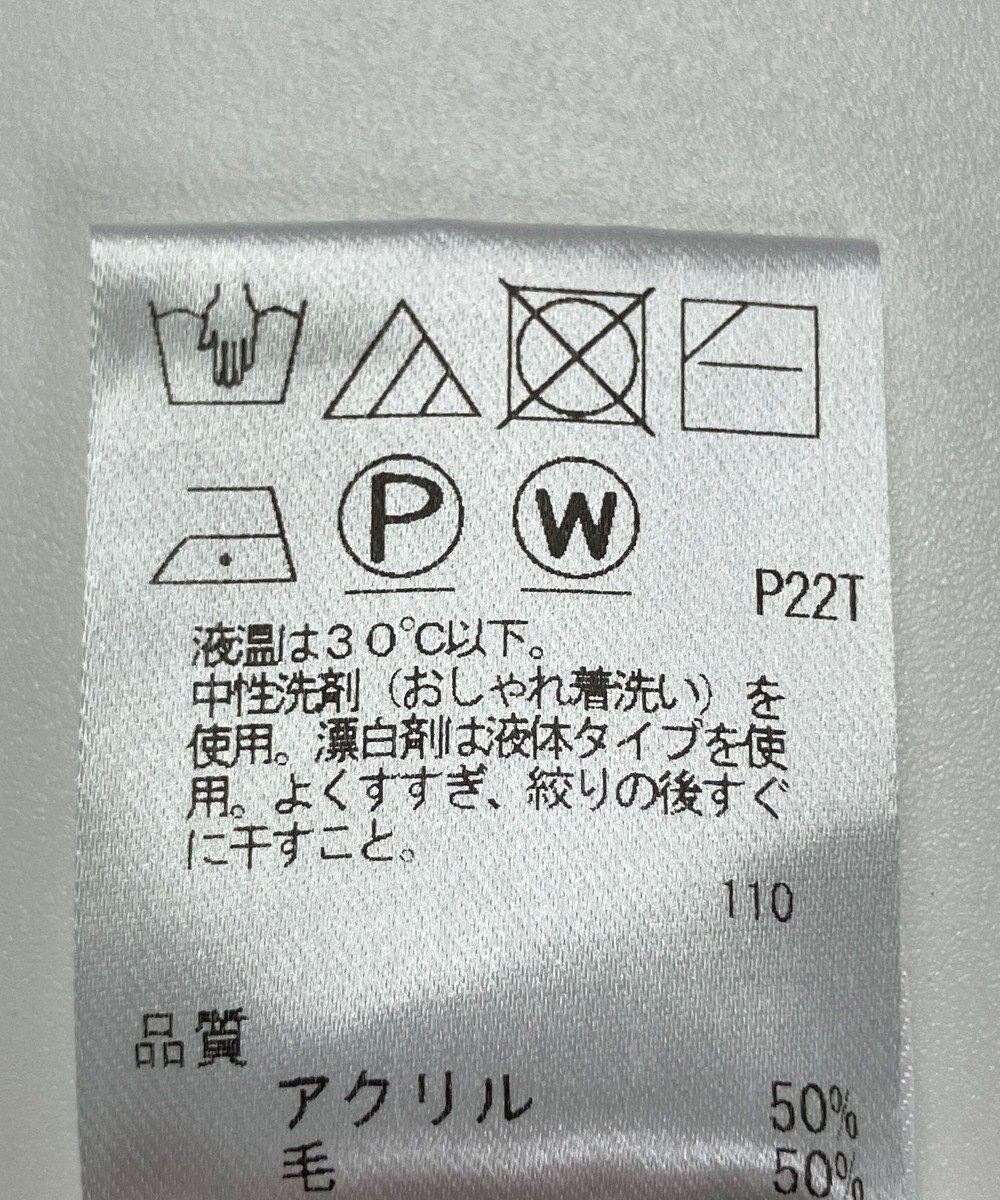 P W
P22T
液温は３０℃以下。
中性洗剤（おしゃれ着洗い）を
使用。漂白剤は液体タイプを使
用。よくすすぎ、絞りの後すぐ
に干すこと。
110
品質
アクリル 50%
毛 50%